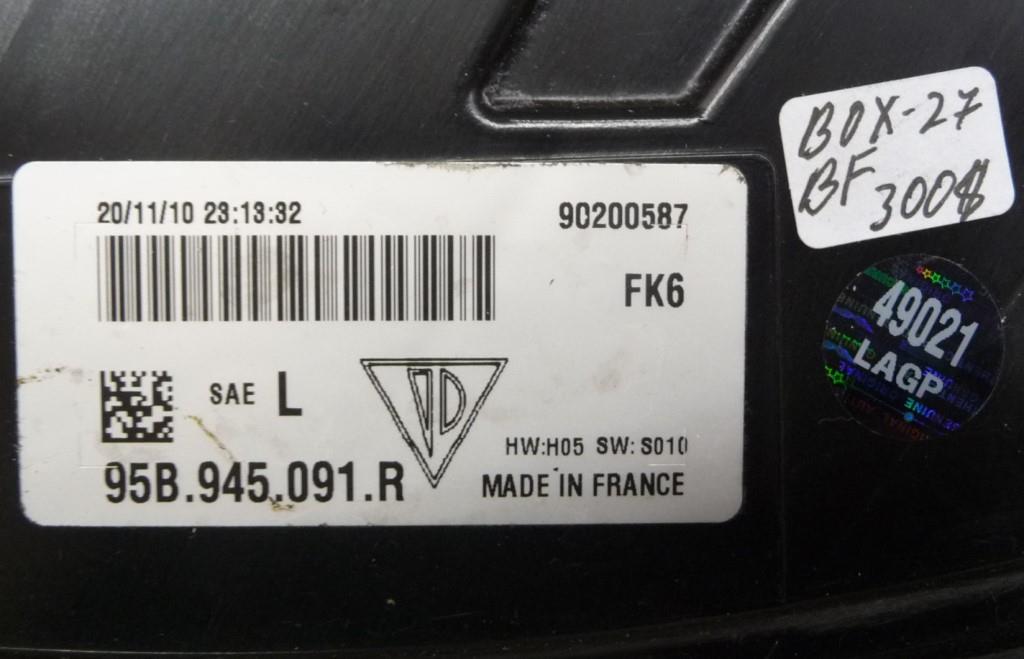 20/11/10 23:13:32
90200587
FK6
SAE L
HW:H05 SW:S010
95B.945.091.R
MADE IN FRANCE
BOX-27
BF 300$
49021
LAGP